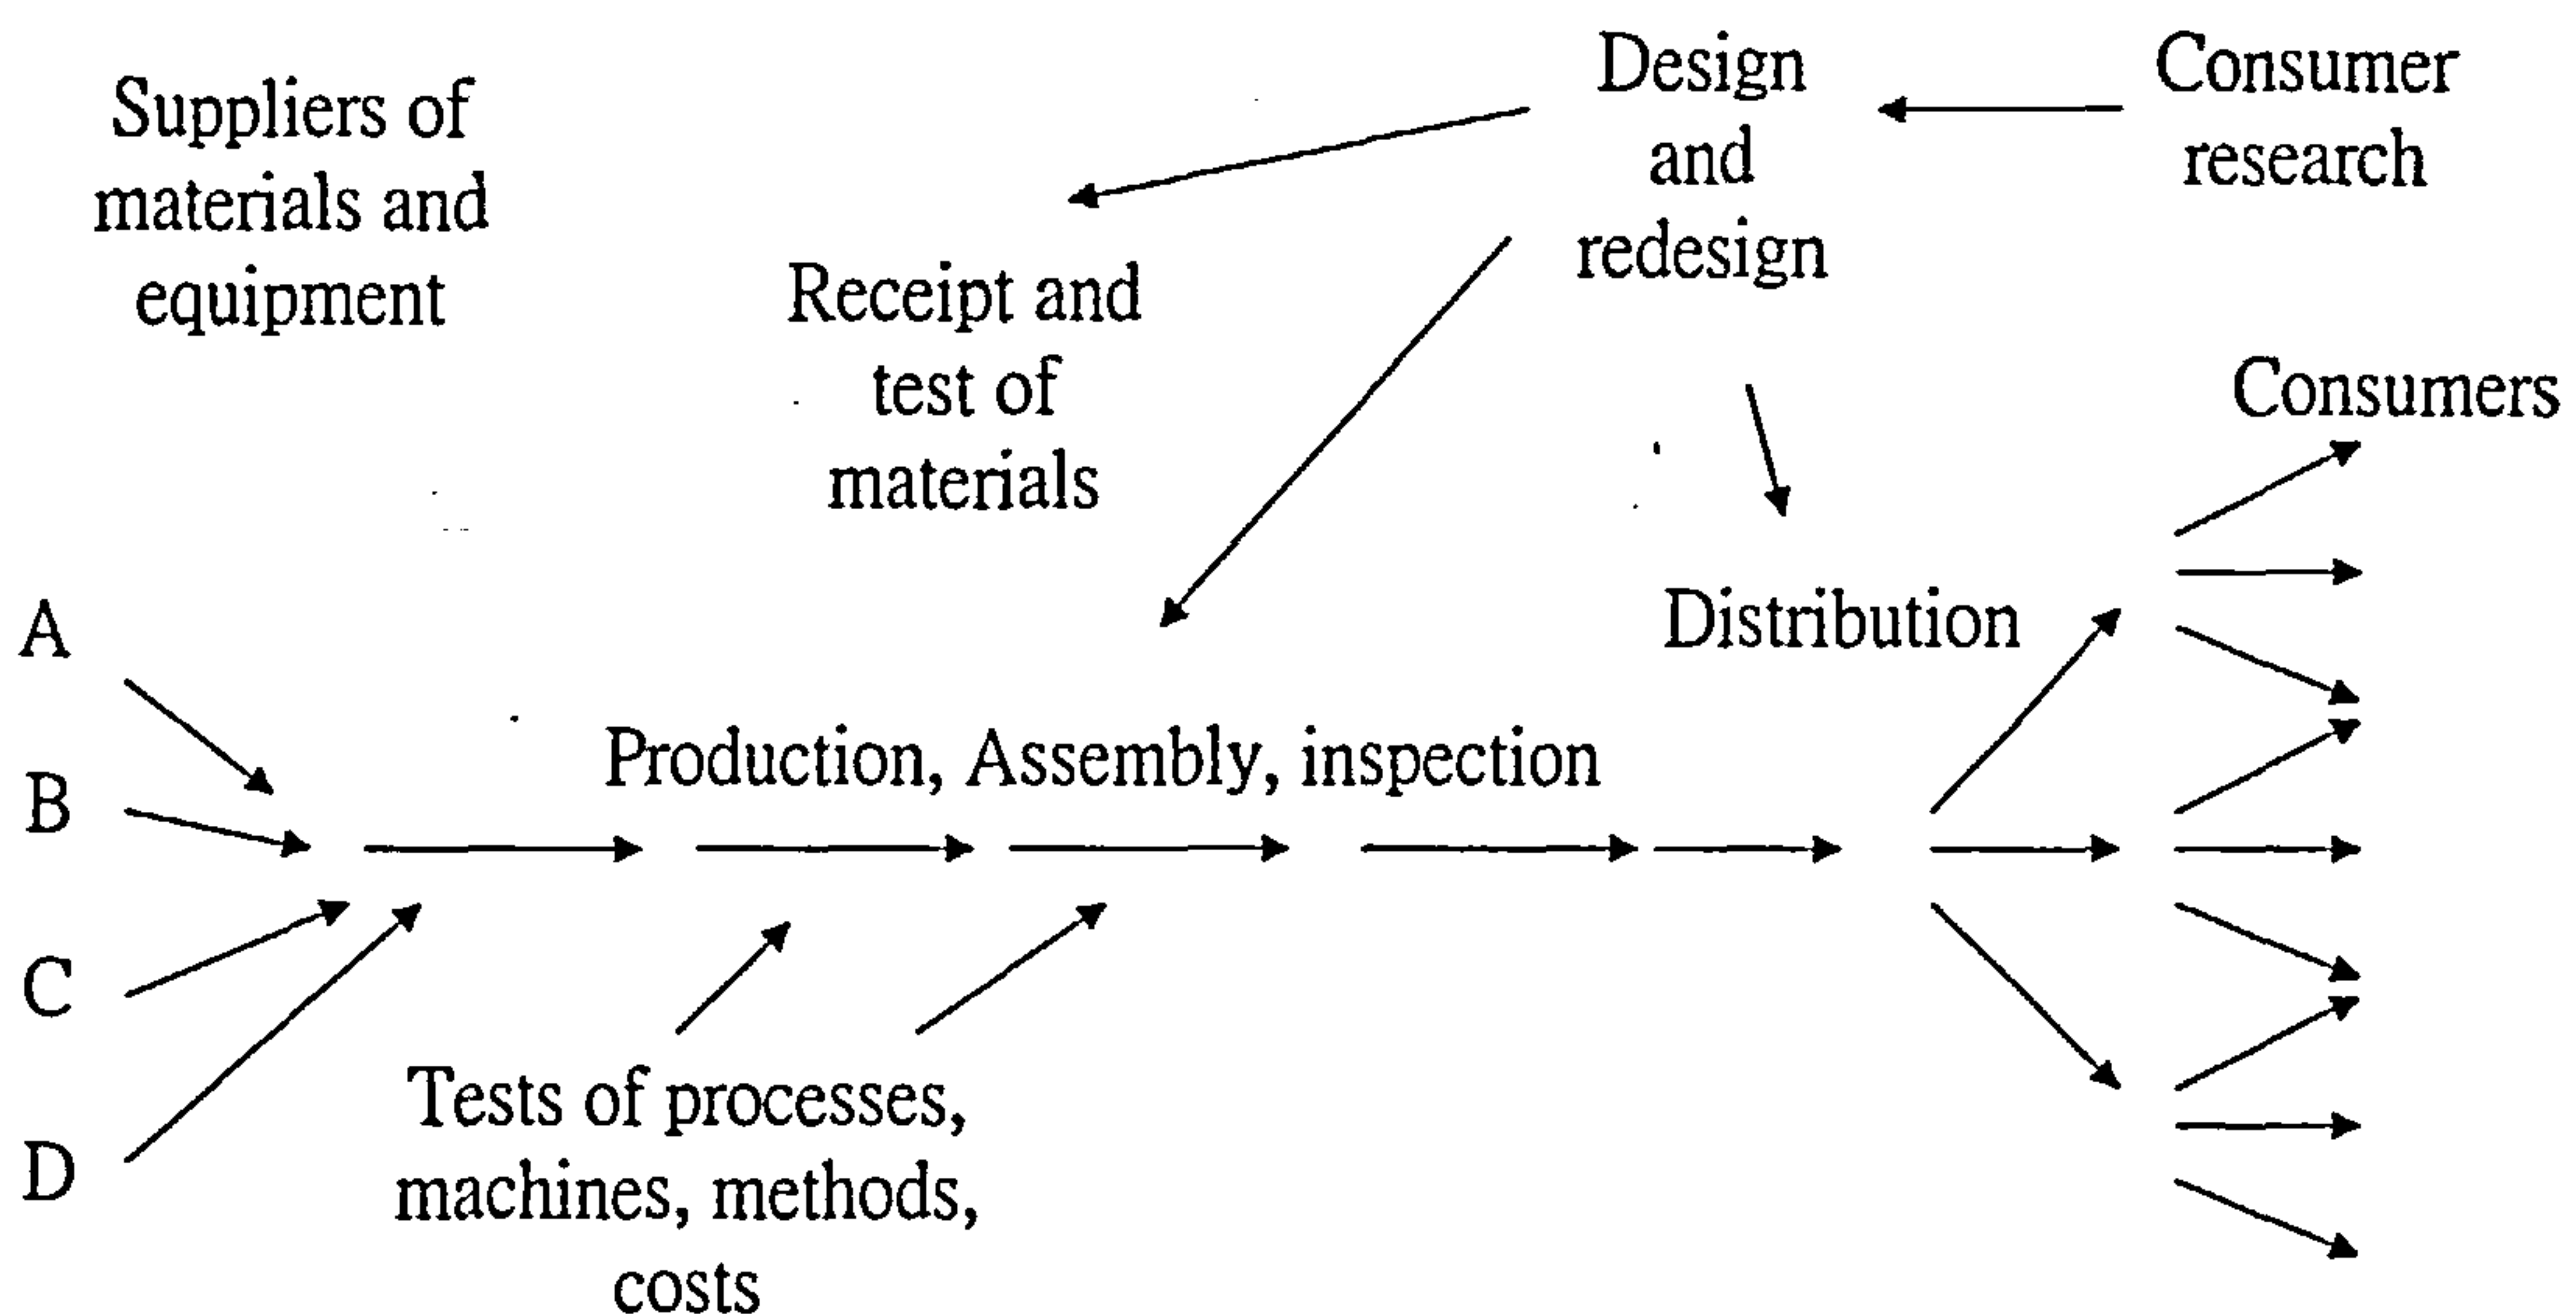 Suppliers of
materials and
equipment
Receipt and
test of
materials
Design
and
redesign
Consumer
research
Consumers
Distribution
A
B
C
D
Production, Assembly, inspection
Tests of processes,
machines, methods,
costs